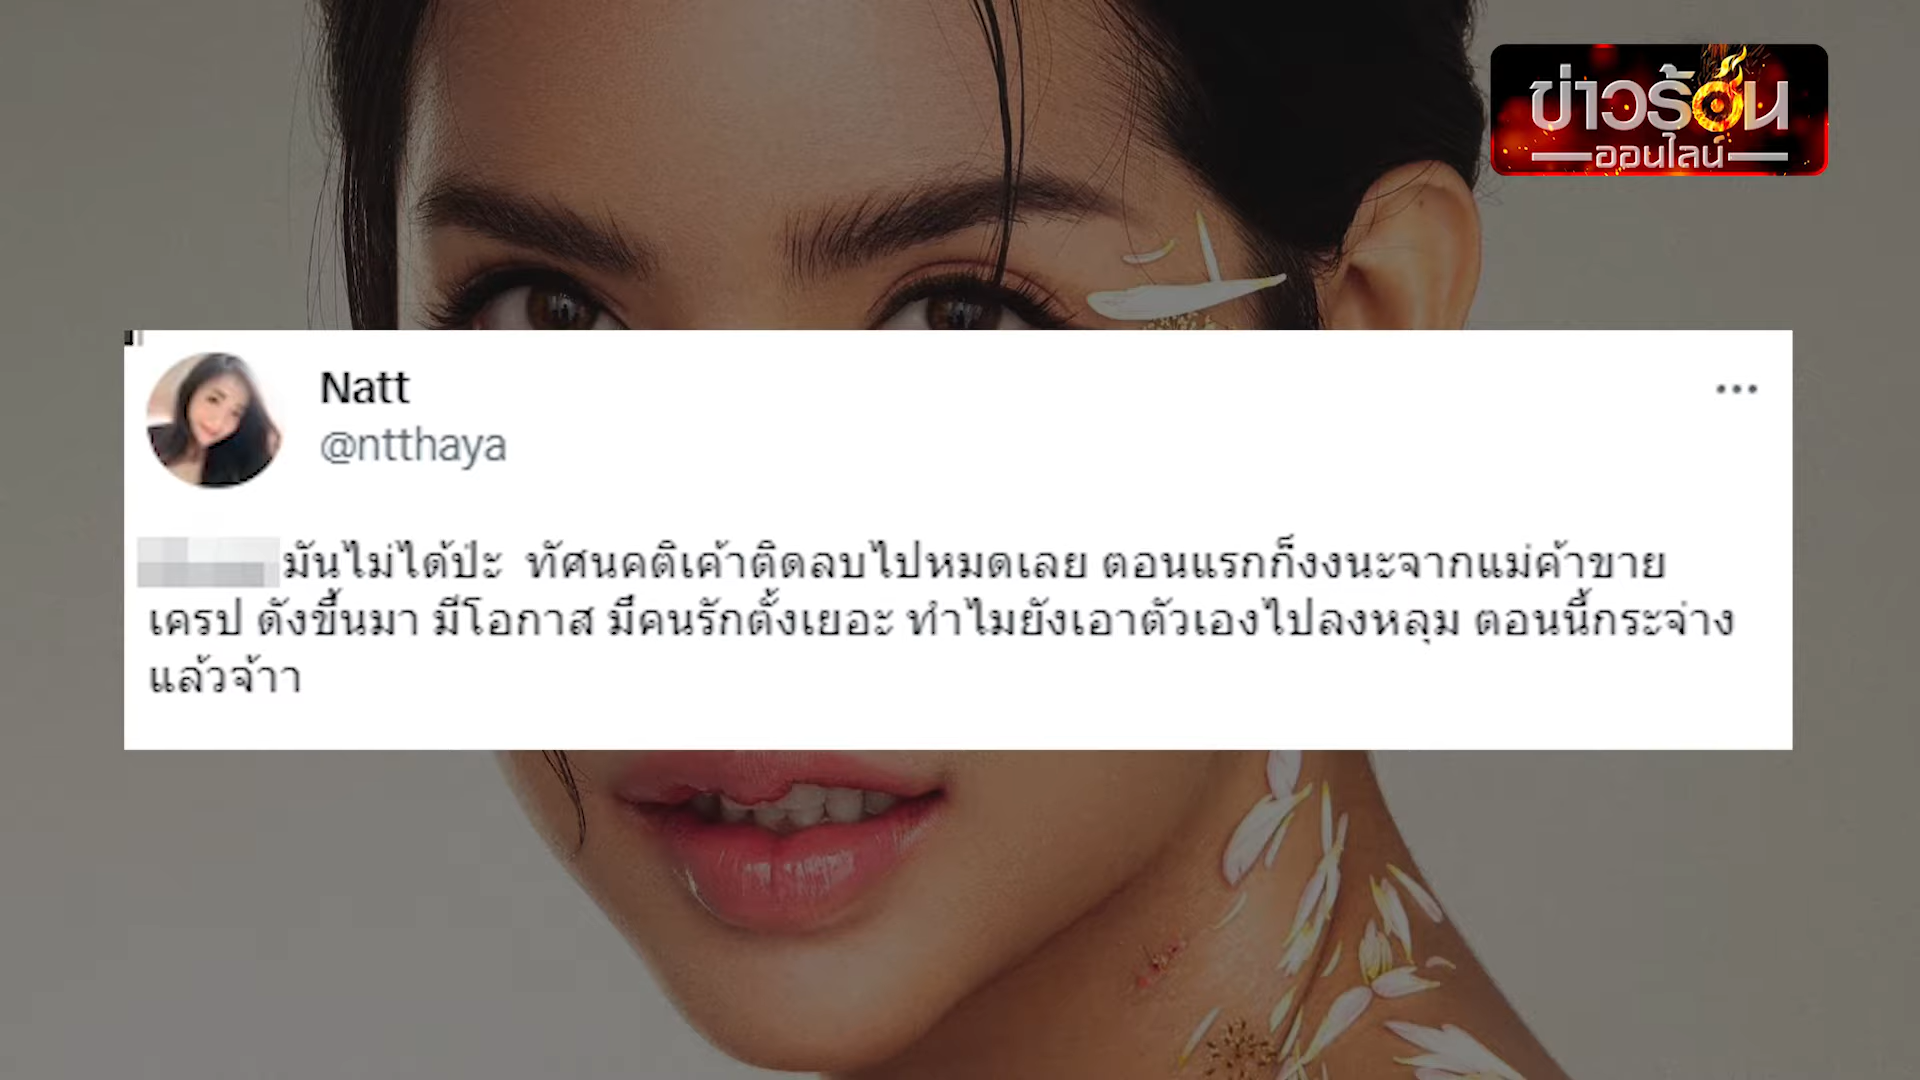 ข่าวร้อน
ออนไลน์
Natt
@ntthaya
มันไม่ได้ป่ะ ทัศนคติเค้าติดลบไปหมดเลย ตอนแรกก็งงนะจากแม่ค้าขาย
เครป ดังขึ้นมา มีโอกาส มีคนรักตั้งเยอะ ทำไมยังเอาตัวเองไปลงหลุม ตอนนี้กระจ่าง
แล้วจ้าา